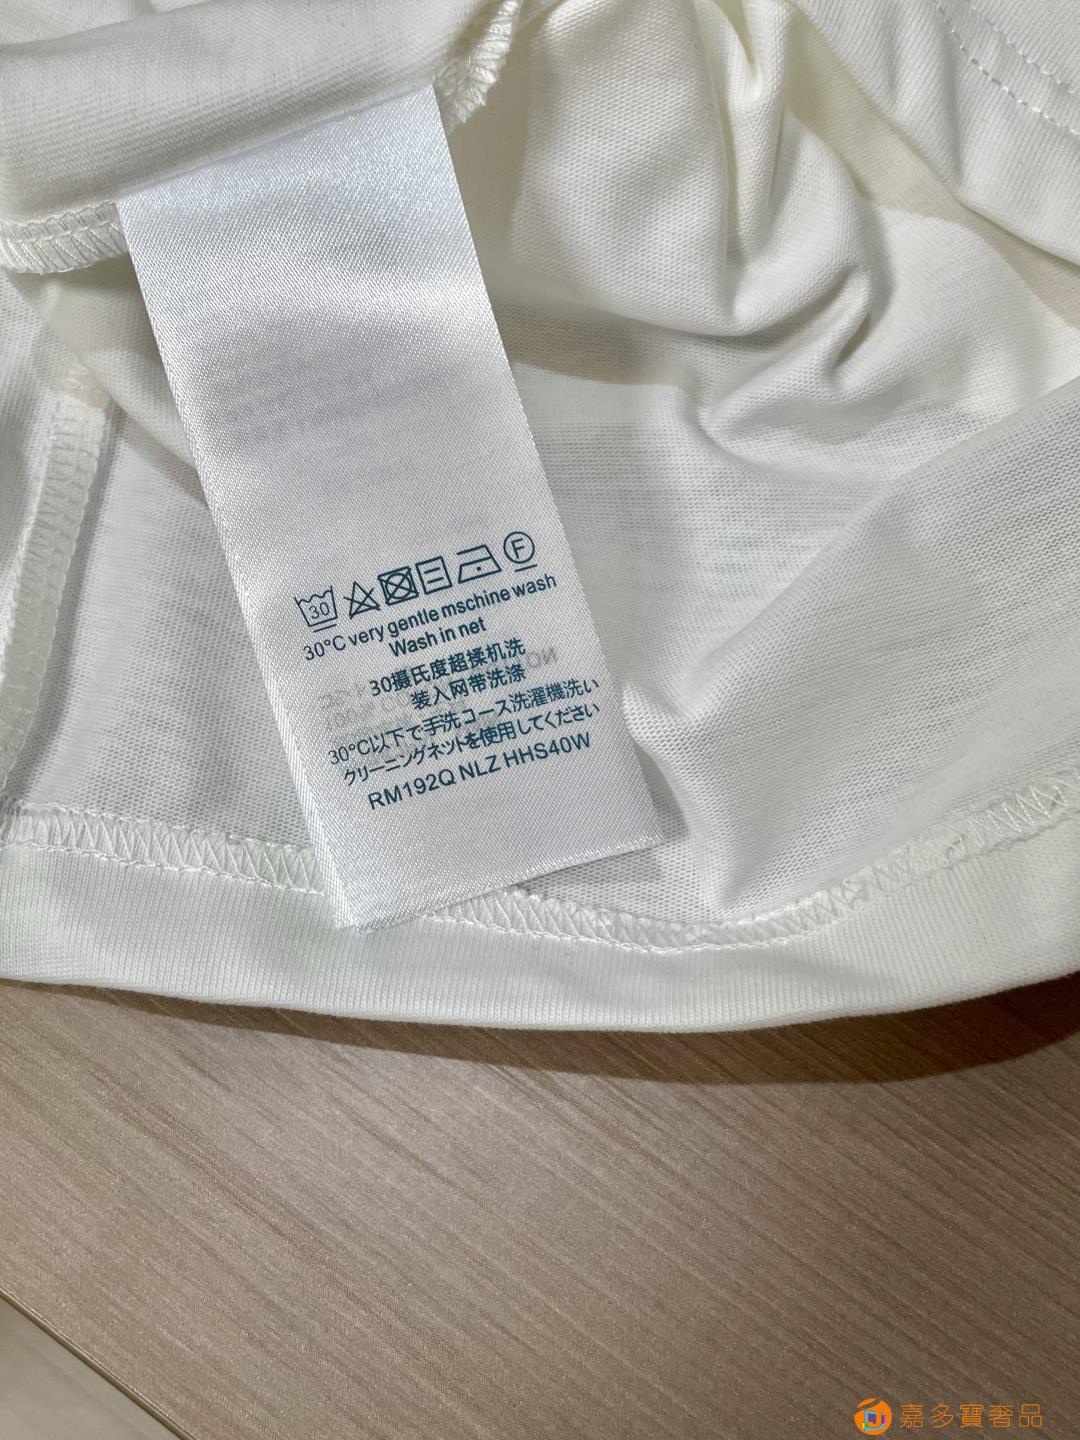 30
F
30°C very gentle mschine wash
Wash in net
30摄氏度超揉机洗
装入网带洗涤
30°C以下で手洗コース洗濯機洗い
クリーニングネットを使用してください
RM192Q NLZ HHS40W
嘉多寶奢品